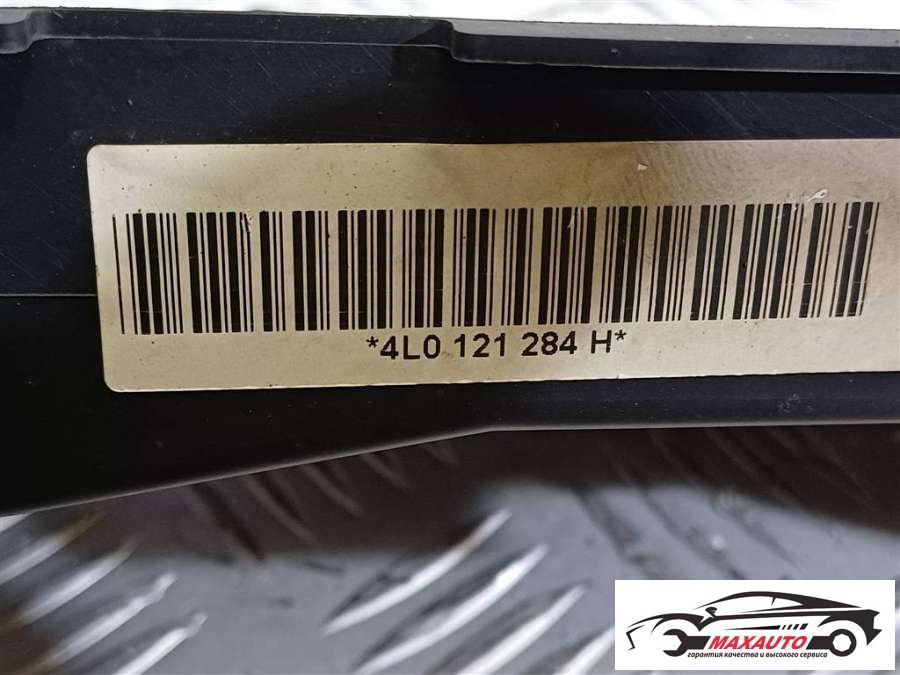 *4L0 121 284 H*
MAXAUTO
гарантия качества и высокого сервиса